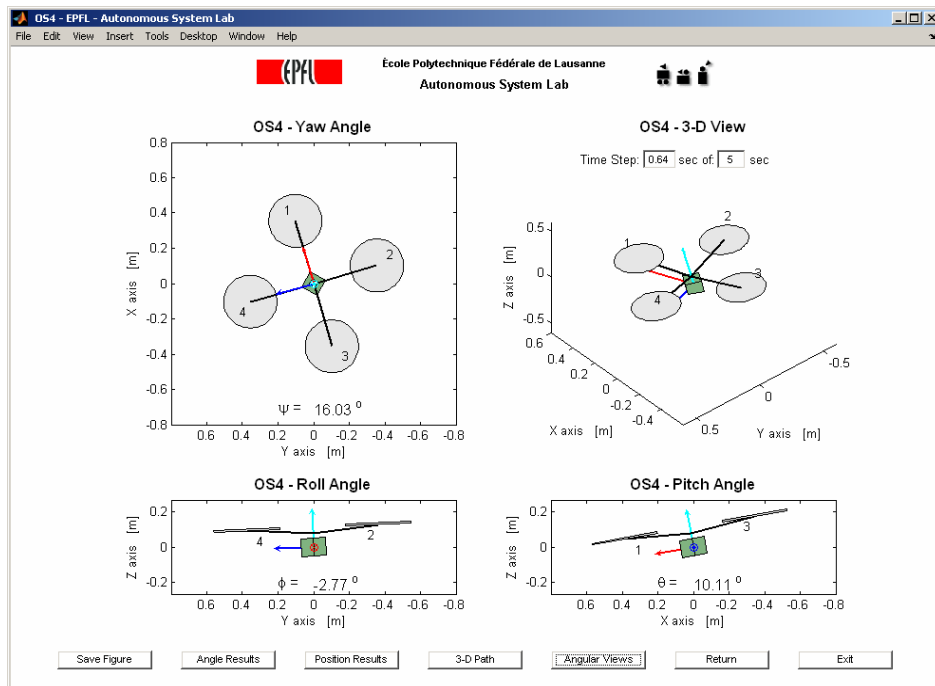 OS4 - EPFL - Autonomous System Lab
File Edit View Insert Tools Desktop Window Help
EPFL
École Polytechnique Fédérale de Lausanne
Autonomous System Lab
OS4 - Yaw Angle
0.8
0.6
0.4
0.2
0
-0.2
-0.4
-0.6
-0.8
X axis [m]
1
2
4
3
Ψ = 16.03 º
0.6 0.4 0.2 0 -0.2 -0.4 -0.6 -0.8
Y axis [m]
OS4 - 3-D View
Time Step: 0.64 sec of: 5 sec
0.5
0
-0.5
Z axis [m]
2
1
3
4
0.6
0.4
0.2
0
-0.2
-0.4
X axis [m]
-0.5
0
0.5
Y axis [m]
OS4 - Roll Angle
0.2
0
-0.2
Z axis [m]
4
2
ϕ = -2.77 º
0.6 0.4 0.2 0 -0.2 -0.4 -0.6 -0.8
Y axis [m]
OS4 - Pitch Angle
0.2
0
-0.2
Z axis [m]
1
3
θ = 10.11 º
0.6 0.4 0.2 0 -0.2 -0.4 -0.6 -0.8
X axis [m]
Save Figure Angle Results Position Results 3-D Path Angular Views Return Exit